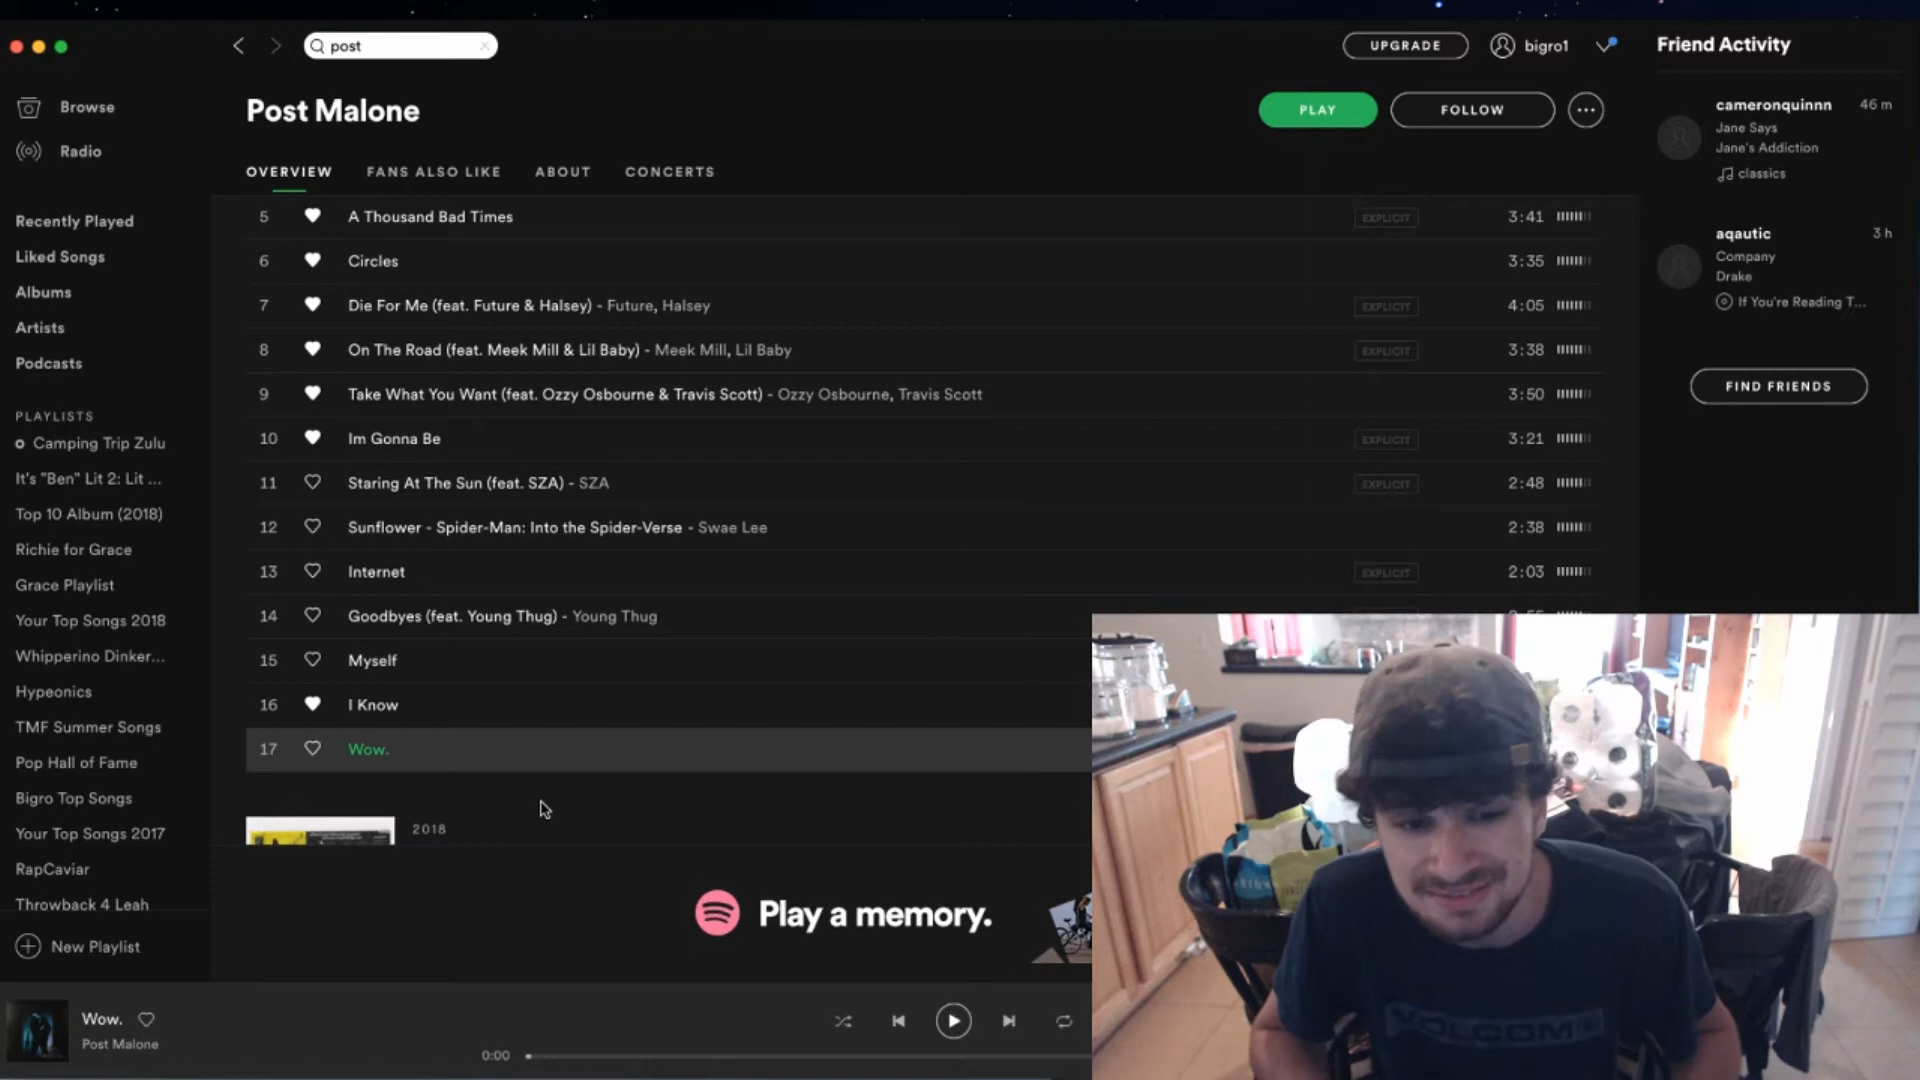 post
UPGRADE
bigro1
Friend Activity
Browse
Radio
Recently Played
Liked Songs
Albums
Artists
Podcasts
PLAYLISTS
Camping Trip Zulu
It's "Ben" Lit 2: Lit ...
Top 10 Album (2018)
Richie for Grace
Grace Playlist
Your Top Songs 2018
Whipperino Dinker...
Hypeonics
TMF Summer Songs
Pop Hall of Fame
Bigro Top Songs
Your Top Songs 2017
RapCaviar
Throwback 4 Leah
New Playlist
Post Malone
PLAY
FOLLOW
OVERVIEW FANS ALSO LIKE ABOUT CONCERTS
5 A Thousand Bad Times EXPLICIT 3:41
6 Circles 3:35
7 Die For Me (feat. Future & Halsey) - Future, Halsey EXPLICIT 4:05
8 On The Road (feat. Meek Mill & Lil Baby) - Meek Mill, Lil Baby EXPLICIT 3:38
9 Take What You Want (feat. Ozzy Osbourne & Travis Scott) - Ozzy Osbourne, Travis Scott 3:50
10 Im Gonna Be EXPLICIT 3:21
11 Staring At The Sun (feat. SZA) - SZA EXPLICIT 2:48
12 Sunflower - Spider-Man: Into the Spider-Verse - Swae Lee 2:38
13 Internet EXPLICIT 2:03
14 Goodbyes (feat. Young Thug) - Young Thug
15 Myself
16 I Know
17 Wow.
2018
Play a memory.
cameronquinnn 46 m
Jane Says
Jane's Addiction
classics
aqautic 3 h
Company
Drake
If You're Reading T...
FIND FRIENDS
Wow.
Post Malone
0:00
VOLCOM